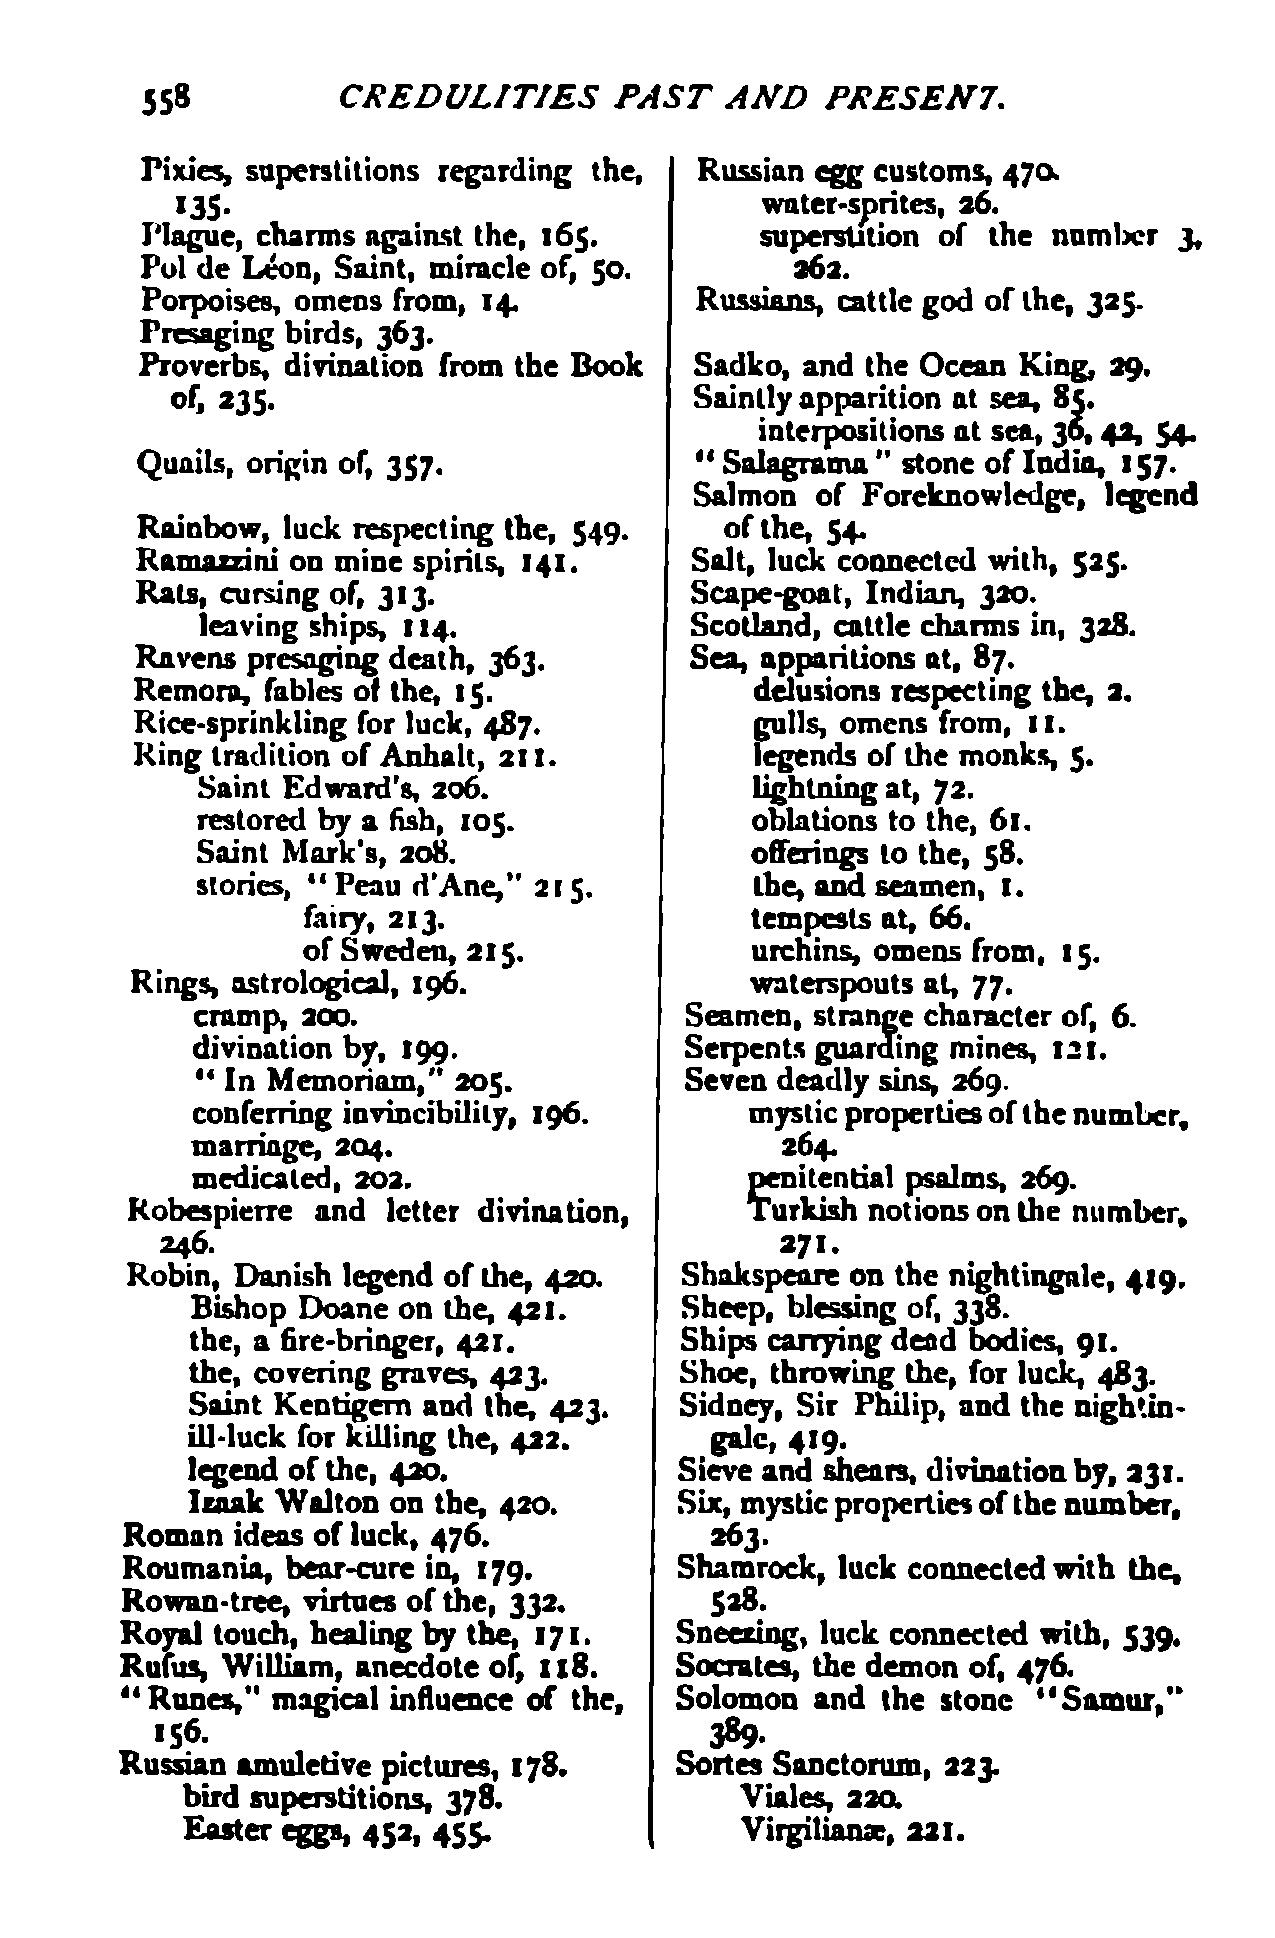 558 CREDULITIES PAST AND PRESENT.
Pixies, superstitions regarding the,
135.
Plague, charms against the, 165.
Pol de Léon, Saint, miracle of, 50.
Porpoises, omens from, 14.
Presaging birds, 363.
Proverbs, divination from the Book
of, 235.
Quails, origin of, 357.
Rainbow, luck respecting the, 549.
Ramazzini on mine spirits, 141.
Rats, cursing of, 313.
leaving ships, 114.
Ravens presaging death, 363.
Remora, fables of the, 15.
Rice-sprinkling for luck, 487.
Ring tradition of Anhalt, 211.
Saint Edward's, 206.
restored by a fish, 105.
Saint Mark's, 208.
stories, "Peau d'Ane," 215.
fairy, 213.
of Sweden, 215.
Rings, astrological, 196.
cramp, 200.
divination by, 199.
"In Memoriam," 205.
conferring invincibility, 196.
marriage, 204.
medicated, 202.
Robespierre and letter divination,
246.
Robin, Danish legend of the, 420.
Bishop Doane on the, 421.
the, a fire-bringer, 421.
the, covering graves, 423.
Saint Kentigern and the, 423.
ill-luck for killing the, 422.
legend of the, 420.
Izaak Walton on the, 420.
Roman ideas of luck, 476.
Roumania, bear-cure in, 179.
Rowan-tree, virtues of the, 332.
Royal touch, healing by the, 171.
Rufus, William, anecdote of, 118.
"Runes," magical influence of the,
156.
Russian amuletive pictures, 178.
bird superstitions, 378.
Easter eggs, 452, 455.
Russian egg customs, 470.
water-sprites, 26.
superstition of the number 3,
262.
Russians, cattle god of the, 325.
Sadko, and the Ocean King, 29.
Saintly apparition at sea, 85.
interpositions at sea, 36, 42, 54.
"Salagrama" stone of India, 157.
Salmon of Foreknowledge, legend
of the, 54.
Salt, luck connected with, 525.
Scape-goat, Indian, 320.
Scotland, cattle charms in, 328.
Sea, apparitions at, 87.
delusions respecting the, 2.
gulls, omens from, 11.
legends of the monks, 5.
lightning at, 72.
oblations to the, 61.
offerings to the, 58.
the, and seamen, 1.
tempests at, 66.
urchins, omens from, 15.
waterspouts at, 77.
Seamen, strange character of, 6.
Serpents guarding mines, 121.
Seven deadly sins, 269.
mystic properties of the number,
264.
penitential psalms, 269.
Turkish notions on the number,
271.
Shakspeare on the nightingale, 419.
Sheep, blessing of, 338.
Ships carrying dead bodies, 91.
Shoe, throwing the, for luck, 483.
Sidney, Sir Philip, and the nightin-
gale, 419.
Sieve and shears, divination by, 231.
Six, mystic properties of the number,
263.
Shamrock, luck connected with the,
528.
Sneezing, luck connected with, 539.
Socrates, the demon of, 476.
Solomon and the stone "Samur,"
389.
Sortes Sanctorum, 223.
Viales, 220.
Virgilianæ, 221.